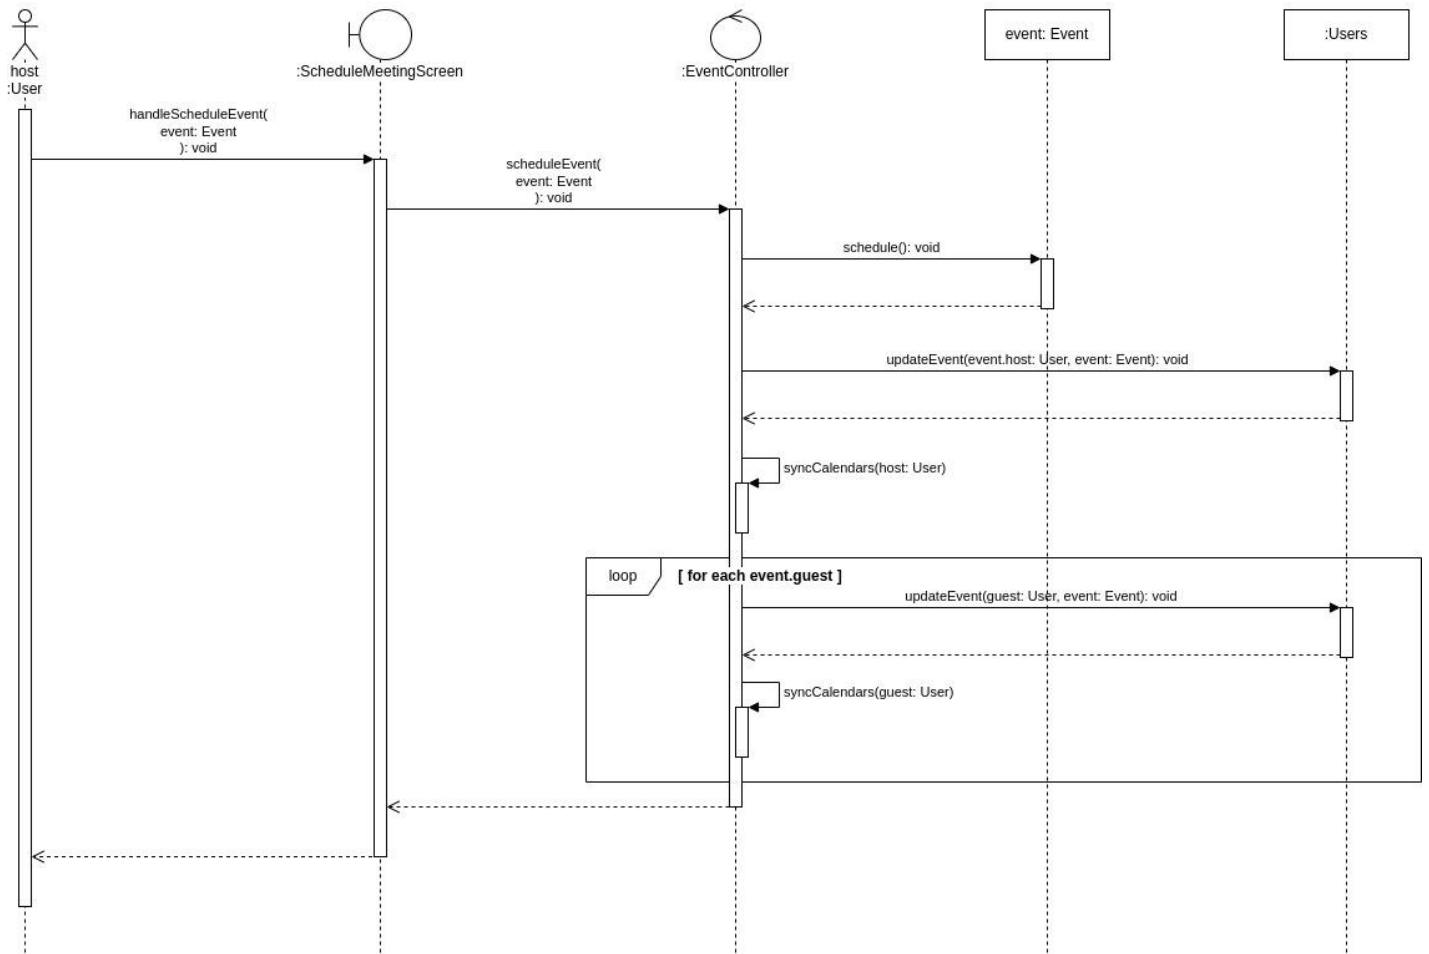 host
:User
:ScheduleMeetingScreen
:EventController
event: Event
:Users
handleScheduleEvent(
event: Event
): void
scheduleEvent(
event: Event
): void
schedule(): void
updateEvent(event.host: User, event: Event): void
syncCalendars(host: User)
loop
[ for each event.guest ]
updateEvent(guest: User, event: Event): void
syncCalendars(guest: User)